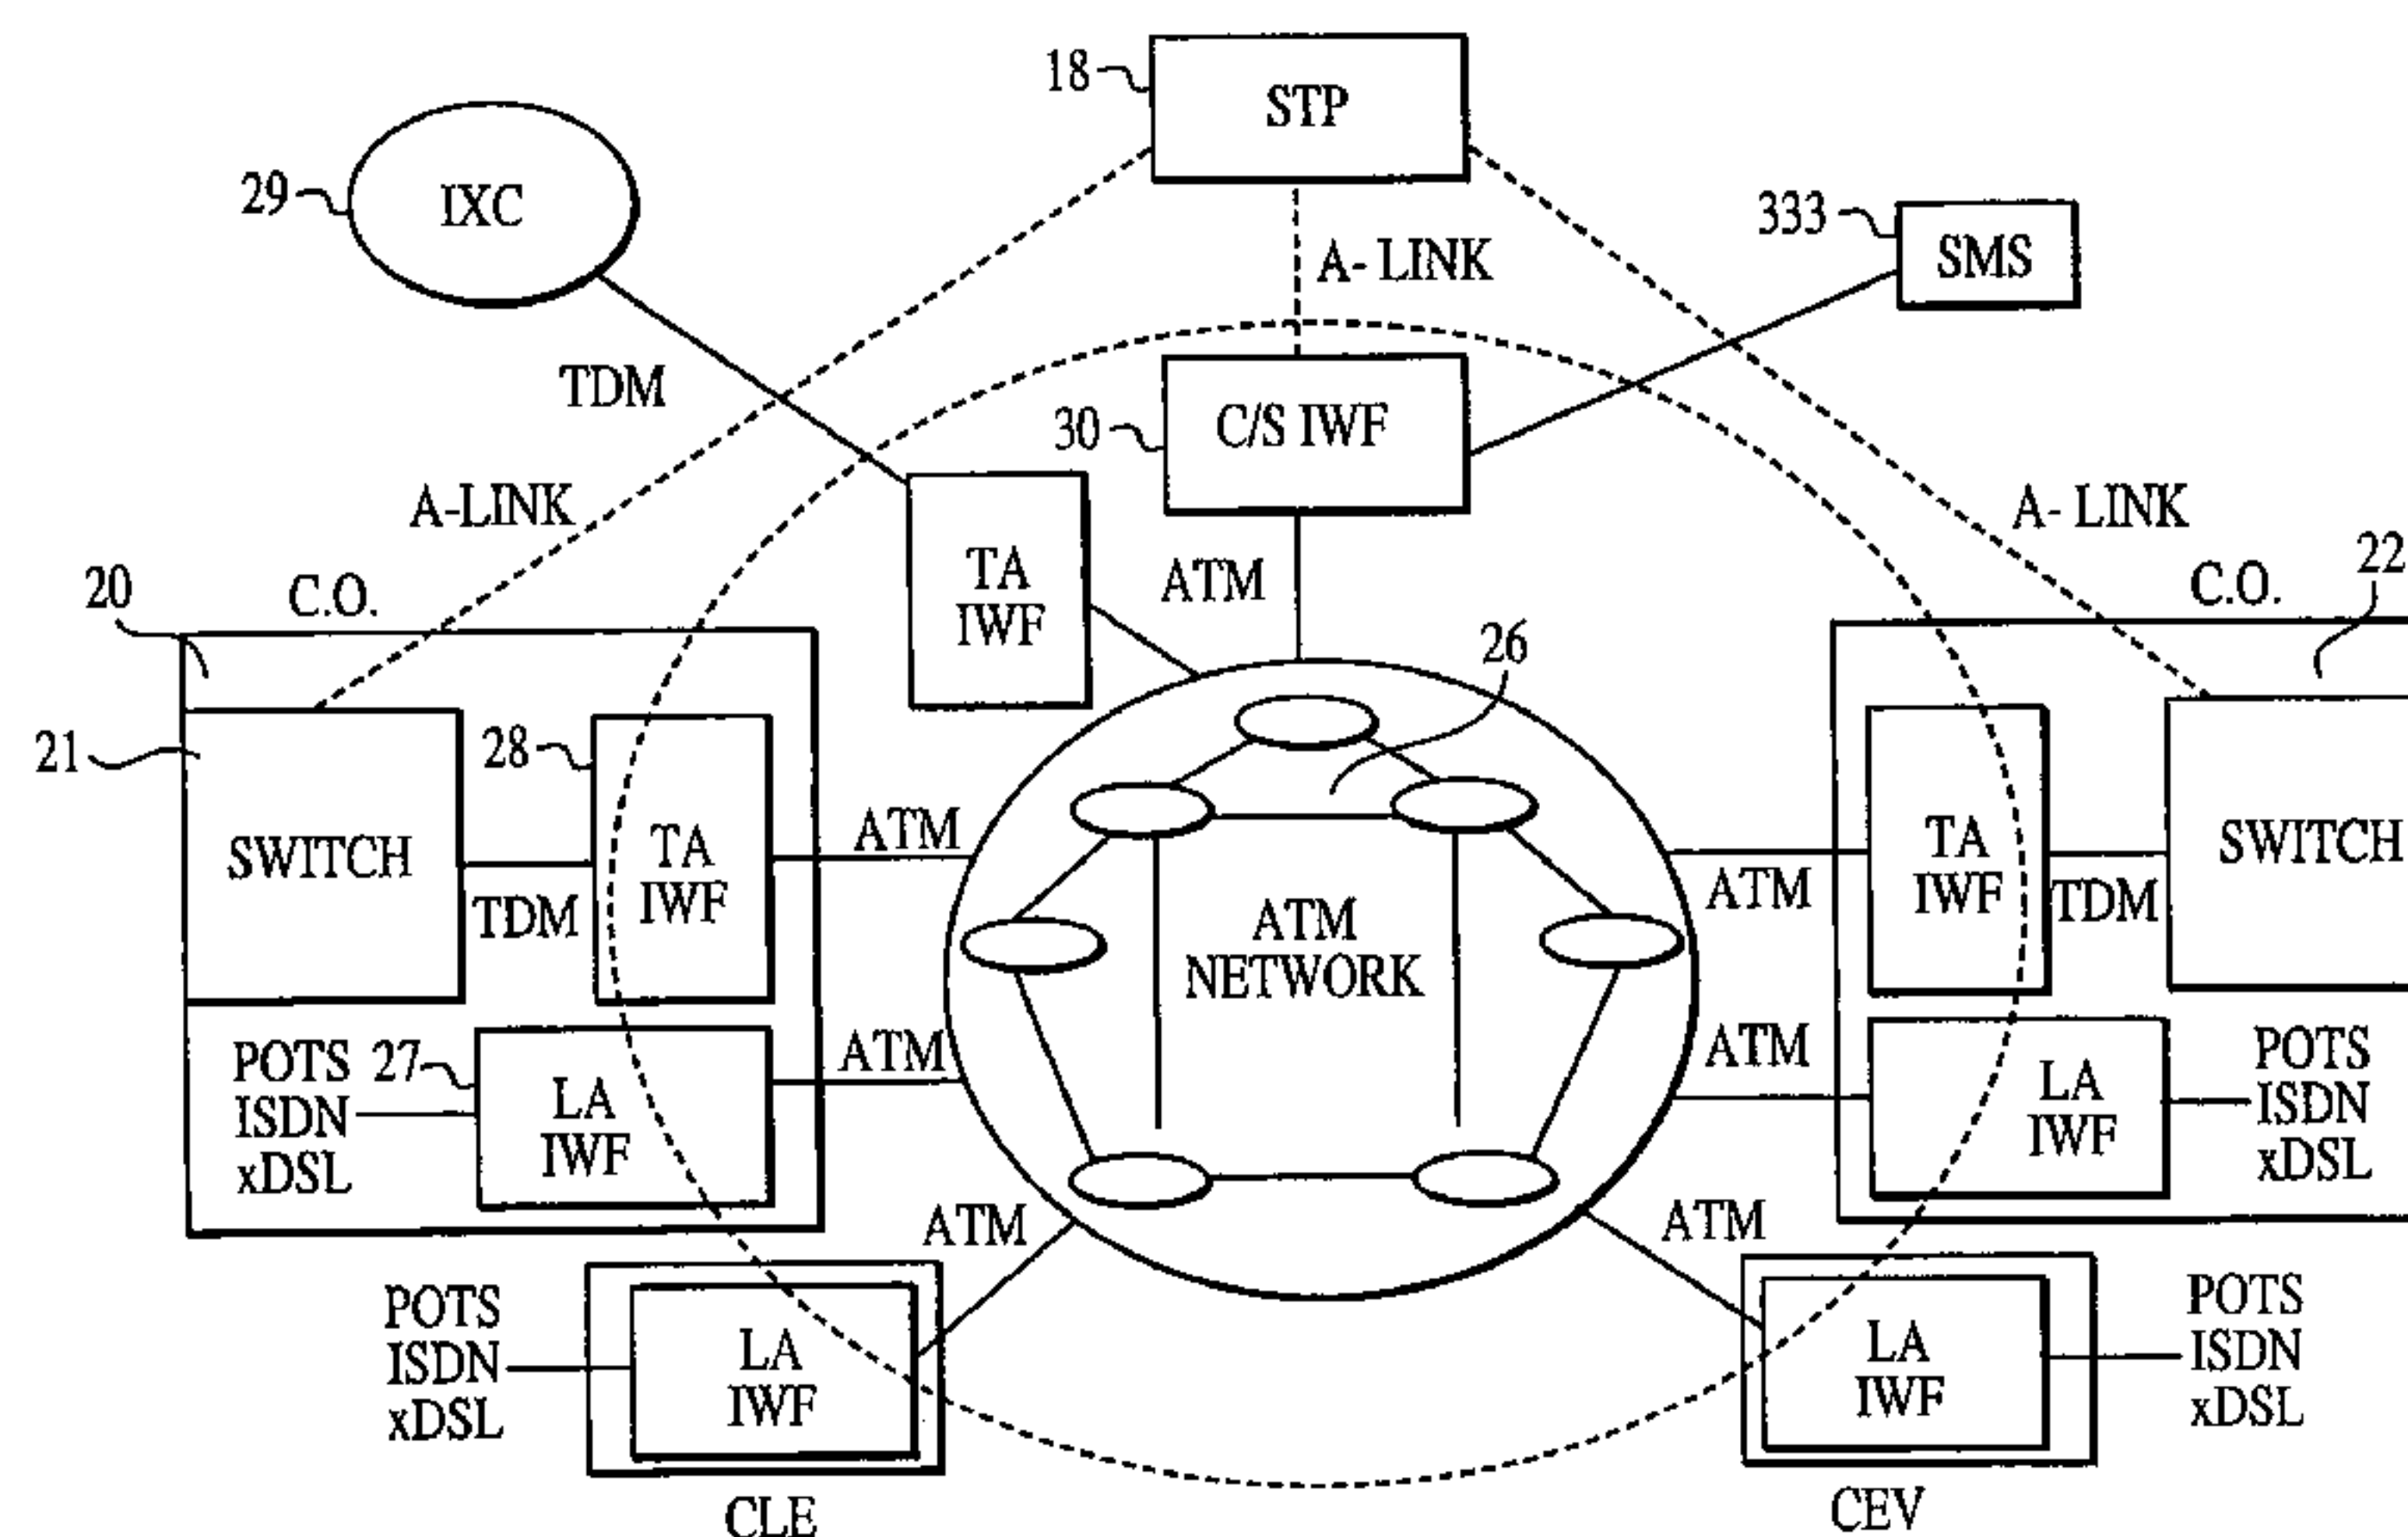 18
STP
29
IXC
333
SMS
A- LINK
TDM
30
C/S IWF
A-LINK
A- LINK
TA
IWF
ATM
20
C.O.
C.O.
22
26
21
28
SWITCH
TDM
TA
IWF
ATM
ATM
NETWORK
ATM
TA
IWF
TDM
SWITCH
POTS
ISDN
xDSL
27
LA
IWF
ATM
ATM
LA
IWF
POTS
ISDN
xDSL
ATM
ATM
POTS
ISDN
xDSL
LA
IWF
CLE
LA
IWF
POTS
ISDN
xDSL
CEV